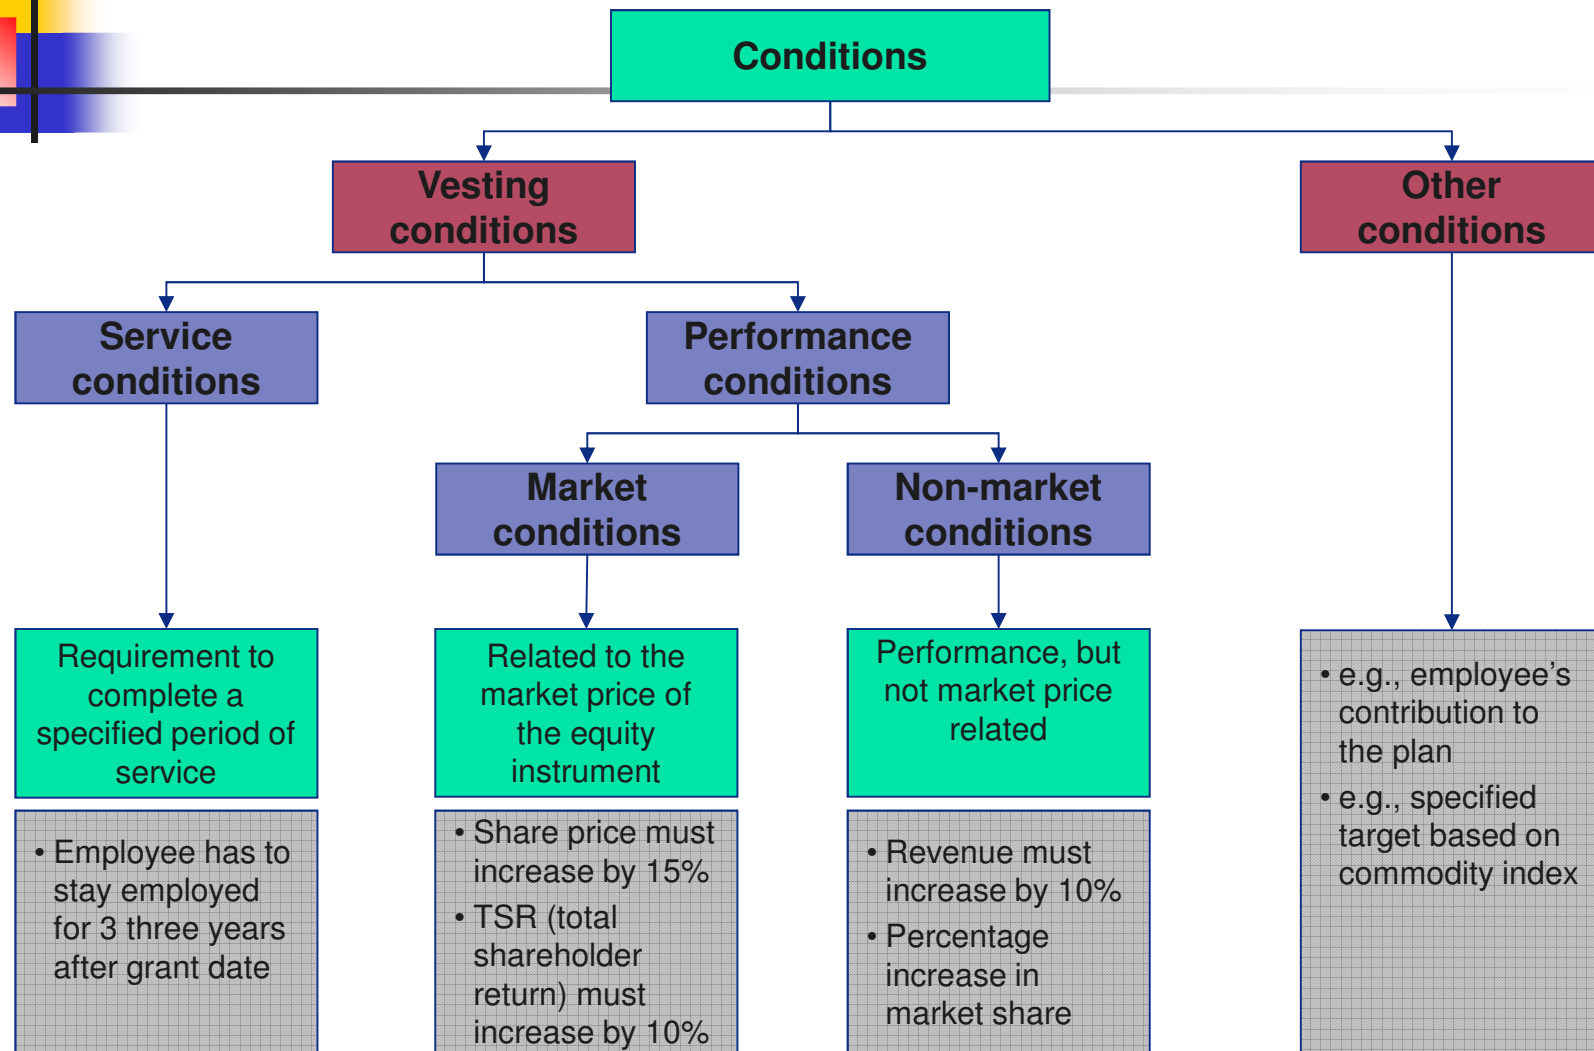 Conditions
Vesting
conditions
Other
conditions
Service
conditions
Performance
conditions
Market
conditions
Non-market
conditions
Requirement to
complete a
specified period of
service
Related to the
market price of
the equity
instrument
Performance, but
not market price
related
• e.g., employee’s
contribution to
the plan
• e.g., specified
target based on
commodity index
• Employee has to
stay employed
for 3 three years
after grant date
• Share price must
increase by 15%
• TSR (total
shareholder
return) must
increase by 10%
• Revenue must
increase by 10%
• Percentage
increase in
market share